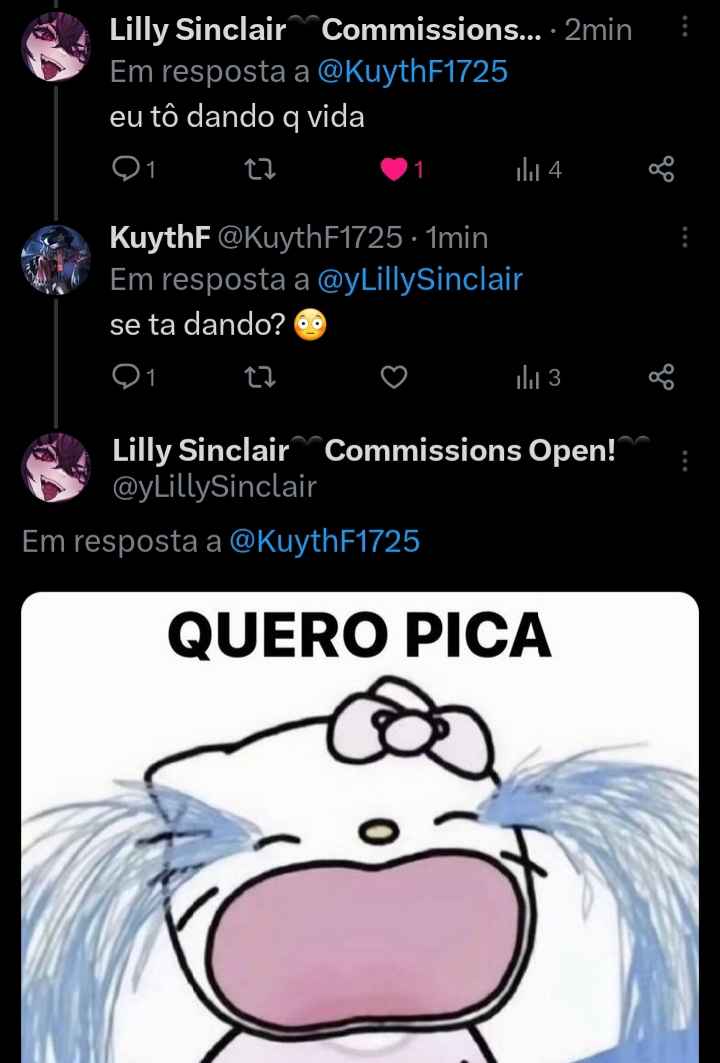 Lilly Sinclair🖤Commissions... · 2min
Em resposta a @KuythF1725
eu tô dando q vida
1 1 4
KuythF @KuythF1725 · 1min
Em resposta a @yLillySinclair
se ta dando? 😳
1 3
Lilly Sinclair🖤Commissions Open!🖤
@yLillySinclair
Em resposta a @KuythF1725
QUERO PICA